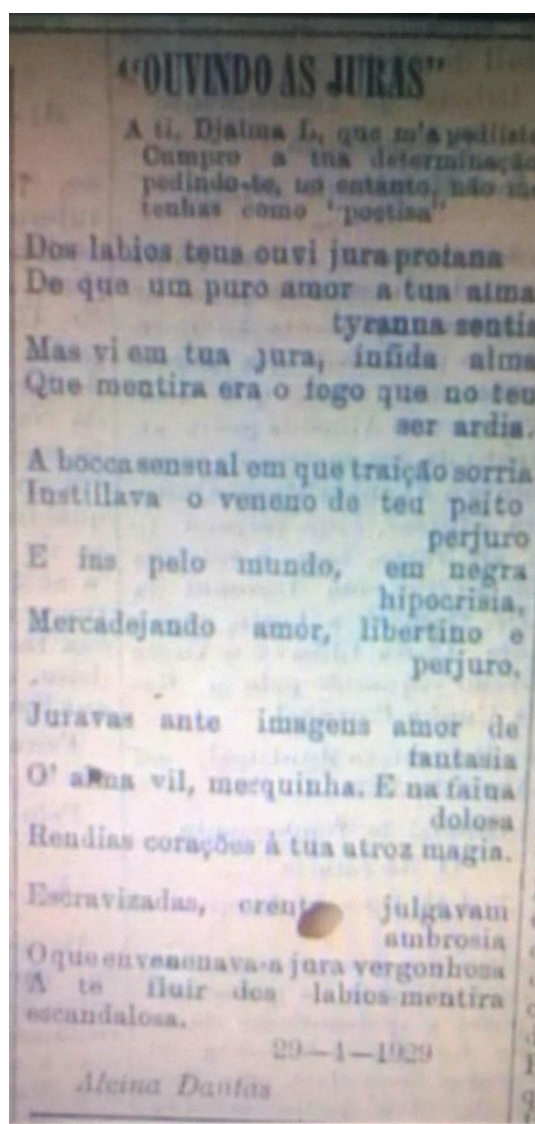 "OUVINDO AS JURAS"
A ti, Djalma L, que m'a pediste
Cumpro a tua determinação
pedindo-te, no entanto, não me
tenhas como "poetisa"
Dos labios teus ouvi jura profana
De que um puro amor a tua alma
tyranna sentia
Mas vi em tua jura, infida alma
Que mentira era o fogo que no teu
ser ardia.
A bocca sensual em que traição sorria
Instillava o veneno de teu peito
perjuro
E ias pelo mundo, em negra
hipocrisia,
Mercadejando amor, libertino e
perjuro,
Juravas ante imagens amor de
fantasia
O' alma vil, mesquinha. E na faina
dolosa
Rendias corações á tua atroz magia.
Escravizadas, julgavam
ambrosia
O que envenenava-a jura vergonhosa
A te fluir dos labios mentira
escandalosa.
29-1-1929
Alcina Dantas